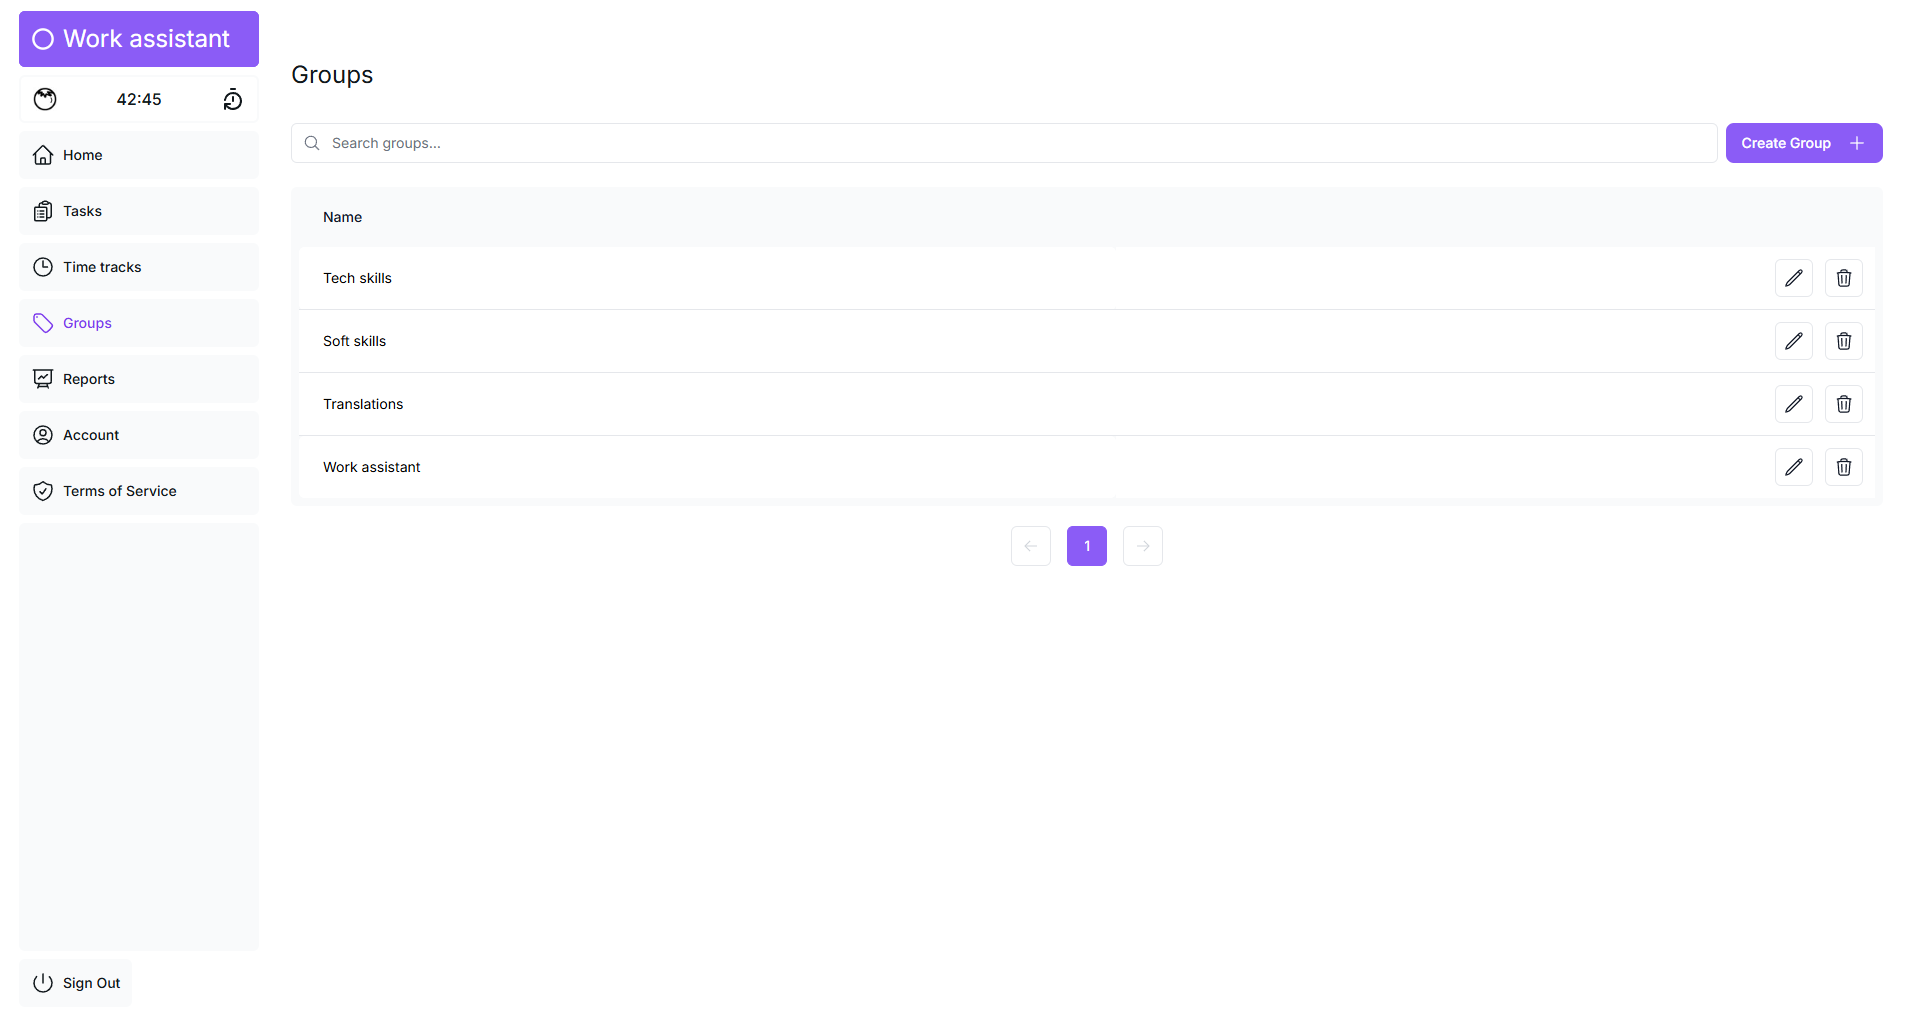 Work assistant
42:45
Home
Tasks
Time tracks
Groups
Reports
Account
Terms of Service
Sign Out
Groups
Search groups...
Create Group
Name
Tech skills
Soft skills
Translations
Work assistant
1